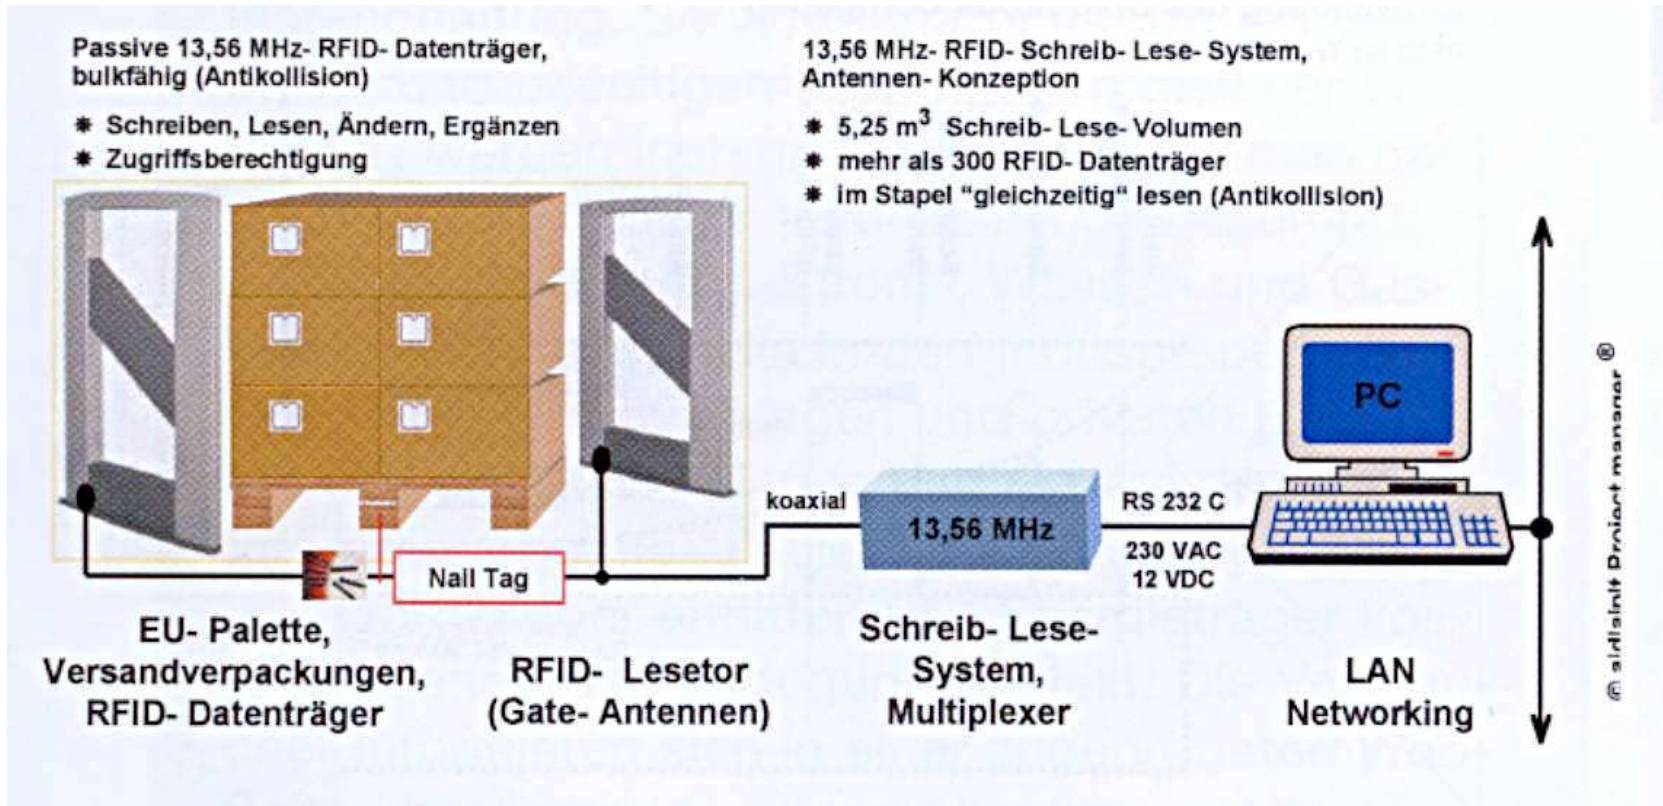 Passive 13,56 MHz- RFID- Datenträger,
bulkfähig (Antikollision)
✷ Schreiben, Lesen, Ändern, Ergänzen
✷ Zugriffsberechtigung
13,56 MHz- RFID- Schreib- Lese- System,
Antennen- Konzeption
✷ 5,25 m³ Schreib- Lese- Volumen
✷ mehr als 300 RFID- Datenträger
✷ im Stapel "gleichzeitig" lesen (Antikollision)
PC
koaxial
13,56 MHz
RS 232 C
230 VAC
12 VDC
Nail Tag
EU- Palette,
Versandverpackungen,
RFID- Datenträger
RFID- Lesetor
(Gate- Antennen)
Schreib- Lese-
System,
Multiplexer
LAN
Networking
Project manager ®